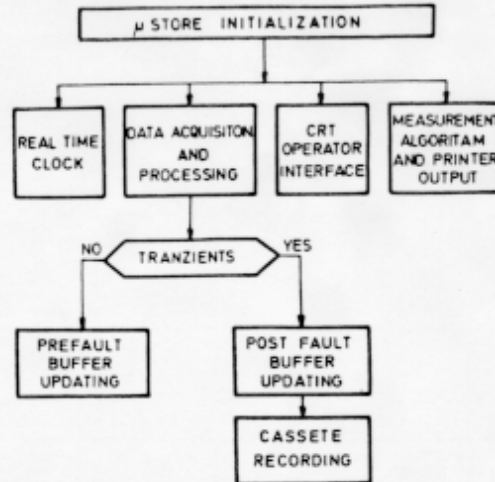 μ STORE INITIALIZATION
REAL TIME
CLOCK
DATA ACQUISITON
AND
PROCESSING
CRT
OPERATOR
INTERFACE
MEASUREMENT
ALGORITAM
AND PRINTER
OUTPUT
NO
TRANZIENTS
YES
PREFAULT
BUFFER
UPDATING
POST FAULT
BUFFER
UPDATING
CASSETE
RECORDING